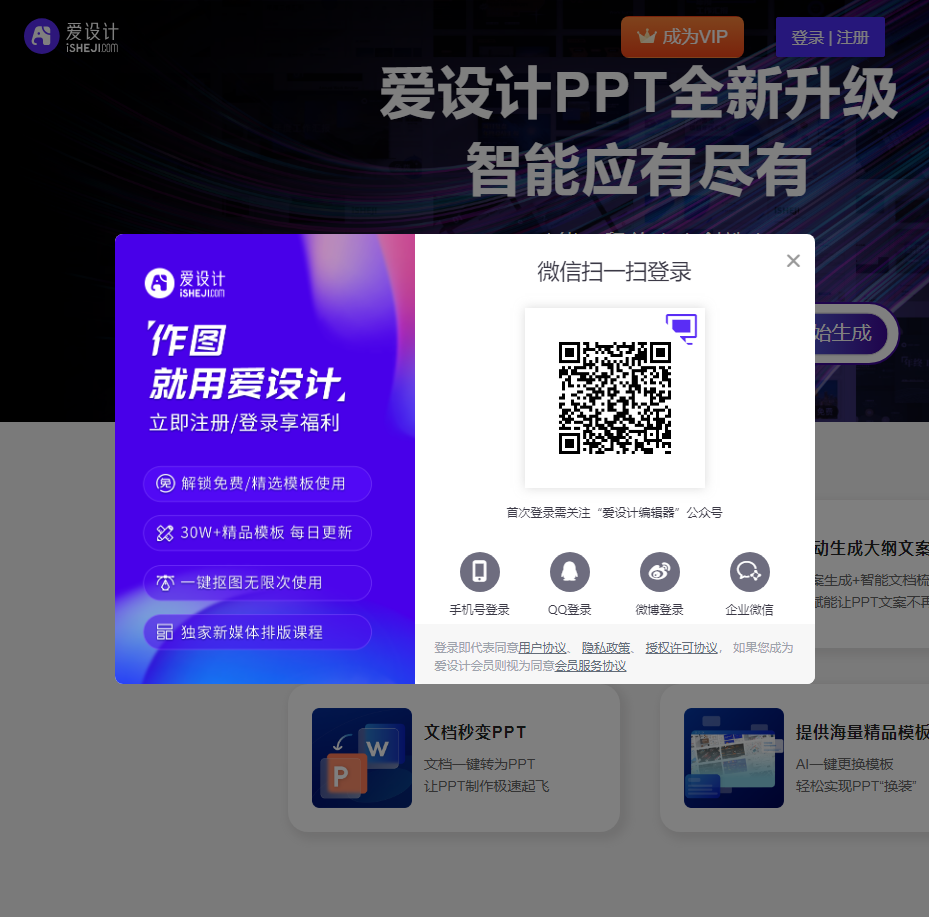 爱设计
iSHEJI.com
成为VIP
登录 | 注册
爱设计PPT全新升级
智能应有尽有
始生成
爱设计
iSHEJI.com
作图
就用爱设计
立即注册/登录享福利
免 解锁免费/精选模板使用
30W+精品模板 每日更新
一键抠图无限次使用
独家新媒体排版课程
微信扫一扫登录
首次登录需关注“爱设计编辑器”公众号
手机号登录
QQ登录
微博登录
企业微信
登录即代表同意用户协议、 隐私政策、 授权许可协议， 如果您成为
爱设计会员则视为同意会员服务协议
动生成大纲文案
案生成+智能文档梳
赋能让PPT文案不再
W
P
文档秒变PPT
文档一键转为PPT
让PPT制作极速起飞
提供海量精品模板
AI一键更换模板
轻松实现PPT“换装”